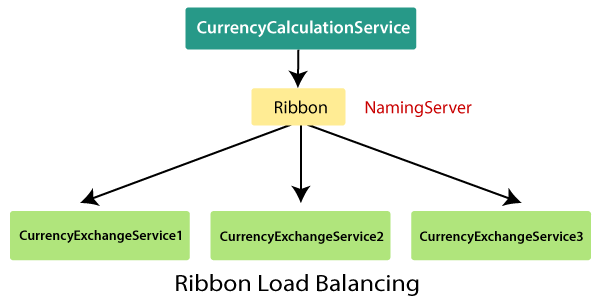 CurrencyCalculationService
Ribbon
NamingServer
CurrencyExchangeService1
CurrencyExchangeService2
CurrencyExchangeService3
Ribbon Load Balancing